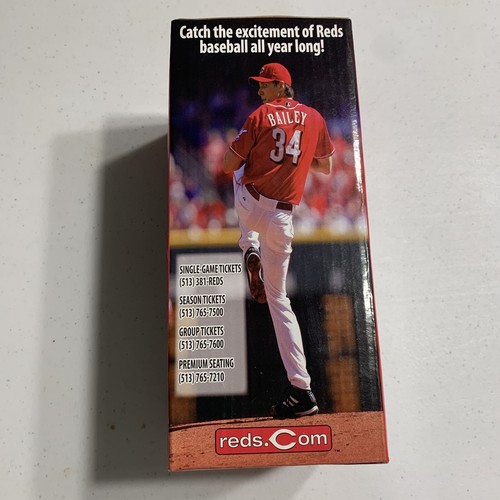 Catch the excitement of Reds
baseball all year long!
BAILEY
34
SINGLE-GAME TICKETS
(513) 381-REDS
SEASON TICKETS
(513) 765-7500
GROUP TICKETS
(513) 765-7600
PREMIUM SEATING
(513) 765-7210
reds.Com